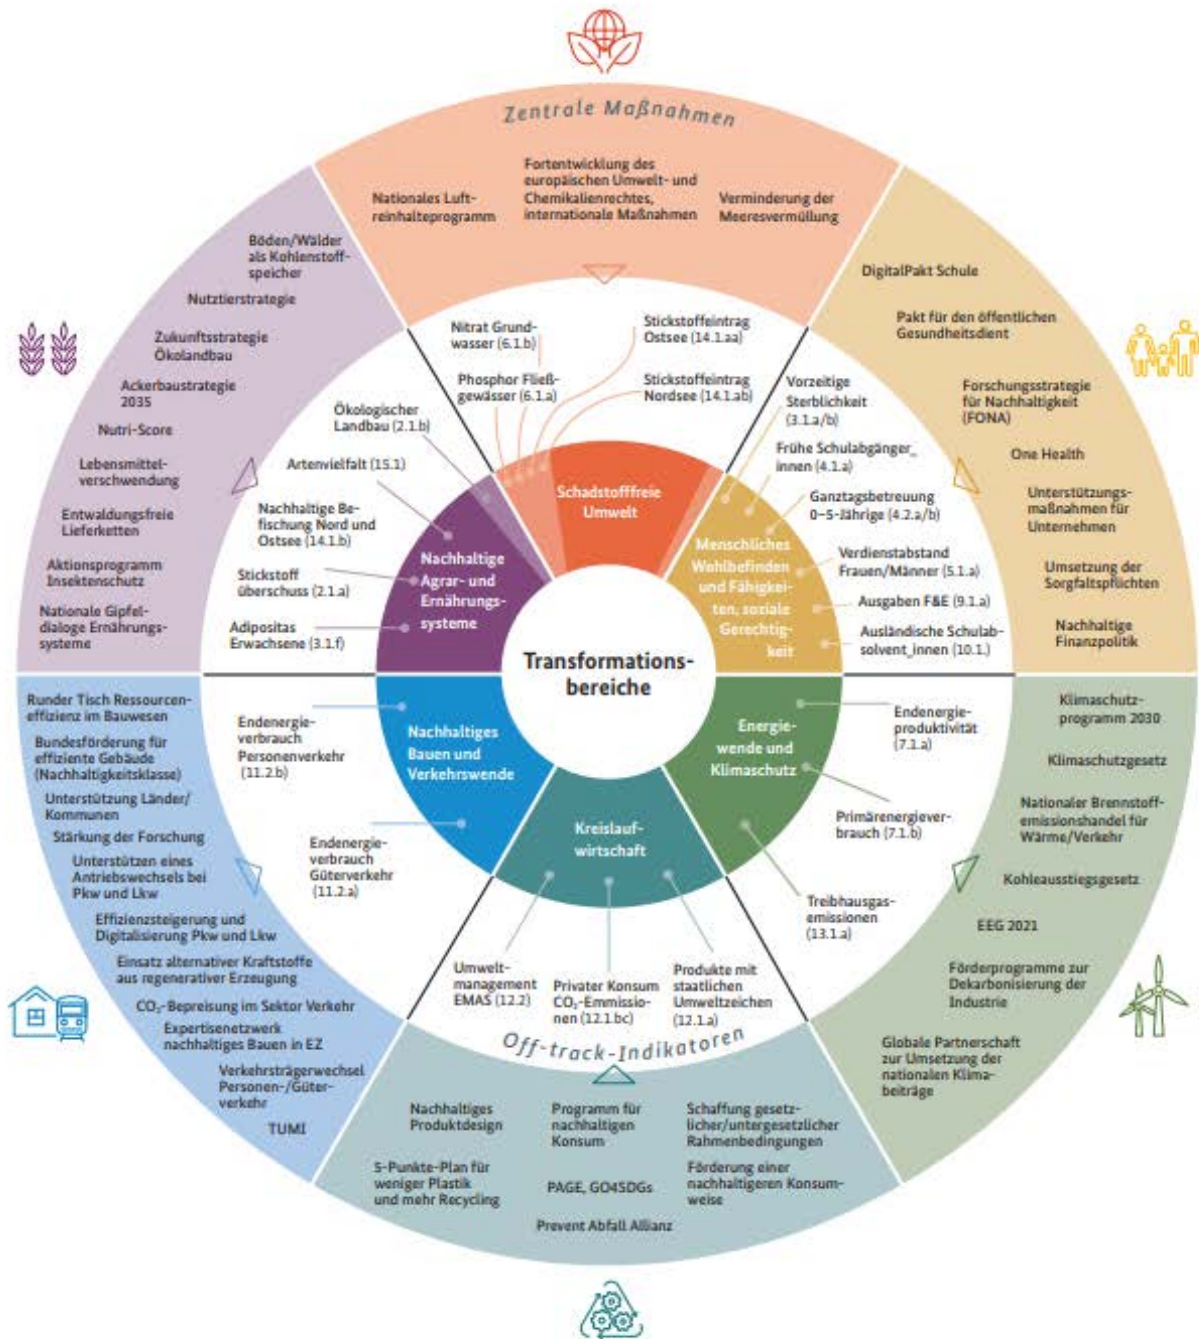 Zentrale Maßnahmen
Nationales Luft-
reinhalteprogramm
Fortentwicklung des
europäischen Umwelt- und
Chemikalienrechtes,
internationale Maßnahmen
Verminderung der
Meeresvermüllung
DigitalPakt Schule
Pakt für den öffentlichen
Gesundheitsdient
Forschungsstrategie
für Nachhaltigkeit
(FONA)
One Health
Unterstützungs-
maßnahmen für
Unternehmen
Umsetzung der
Sorgfaltspflichten
Nachhaltige
Finanzpolitik
Klimaschutz-
programm 2030
Klimaschutzgesetz
Nationaler Brennstoff-
emissionshandel für
Wärme/Verkehr
Kohleausstiegsgesetz
EEG 2021
Förderprogramme zur
Dekarbonisierung der
Industrie
Globale Partnerschaft
zur Umsetzung der
nationalen Klima-
beiträge
Schaffung gesetz-
licher/untergesetzlicher
Rahmenbedingungen
Förderung einer
nachhaltigeren Konsum-
weise
Programm für
nachhaltigen
Konsum
PAGE, GO4SDGs
Prevent Abfall Allianz
Nachhaltiges
Produktdesign
5-Punkte-Plan für
weniger Plastik
und mehr Recycling
Runder Tisch Ressourcen-
effizienz im Bauwesen
Bundesförderung für
effiziente Gebäude
(Nachhaltigkeitsklasse)
Unterstützung Länder/
Kommunen
Stärkung der Forschung
Unterstützen eines
Antriebswechsels bei
Pkw und Lkw
Effizienzsteigerung und
Digitalisierung Pkw und Lkw
Einsatz alternativer Kraftstoffe
aus regenerativer Erzeugung
CO₂-Bepreisung im Sektor Verkehr
Expertisenetzwerk
nachhaltiges Bauen in EZ
Verkehrsträgerwechsel
Personen-/Güter-
verkehr
TUMI
Böden/Wälder
als Kohlenstoff-
speicher
Nutztierstrategie
Zukunftsstrategie
Ökolandbau
Ackerbaustrategie
2035
Nutri-Score
Lebensmittel-
verschwendung
Entwaldungsfreie
Lieferketten
Aktionsprogramm
Insektenschutz
Nationale Gipfel-
dialoge Ernährungs-
systeme
Nitrat Grund-
wasser (6.1.b)
Phosphor Fließ-
gewässer (6.1.a)
Stickstoffeintrag
Ostsee (14.1.aa)
Stickstoffeintrag
Nordsee (14.1.ab)
Vorzeitige
Sterblichkeit
(3.1.a/b)
Frühe Schulabgänger_
innen (4.1.a)
Ganztagsbetreuung
0–5-Jährige (4.2.a/b)
Verdienstabstand
Frauen/Männer (5.1.a)
Ausgaben F&E (9.1.a)
Ausländische Schulab-
solvent_innen (10.1.)
Endenergie-
produktivität
(7.1.a)
Primärenergiever-
brauch (7.1.b)
Treibhausgas-
emissionen
(13.1.a)
Produkte mit
staatlichen
Umweltzeichen
(12.1.a)
Privater Konsum
CO₂-Emmissio-
nen (12.1.bc)
Umwelt-
management
EMAS (12.2)
Off-track-Indikatoren
Endenergie-
verbrauch
Güterverkehr
(11.2.a)
Endenergie-
verbrauch
Personenverkehr
(11.2.b)
Ökologischer
Landbau (2.1.b)
Artenvielfalt (15.1)
Nachhaltige Be-
fischung Nord und
Ostsee (14.1.b)
Stickstoff
überschuss (2.1.a)
Adipositas
Erwachsene (3.1.f)
Schadstofffreie
Umwelt
Menschliches
Wohlbefinden
und Fähigkei-
ten, soziale
Gerechtig-
keit
Energie-
wende und
Klimaschutz
Kreislauf-
wirtschaft
Nachhaltiges
Bauen und
Verkehrswende
Nachhaltige
Agrar- und
Ernährungs-
systeme
Transformations-
bereiche